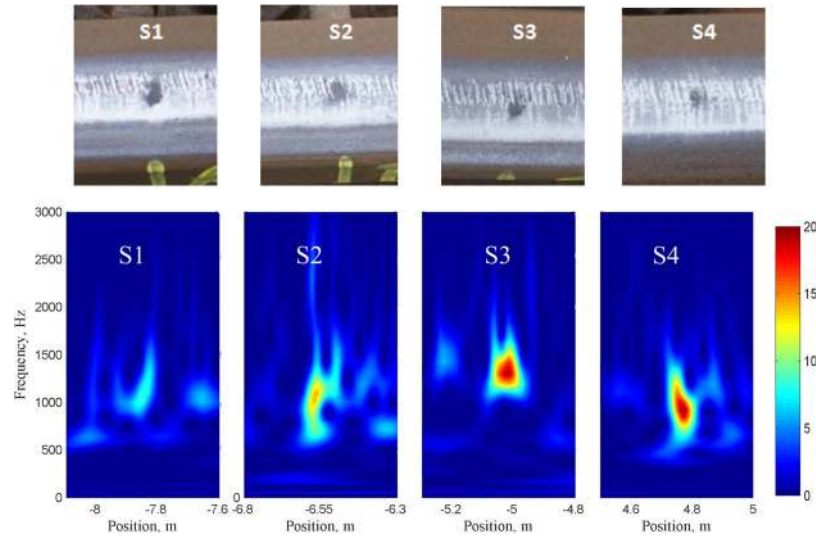 S1 S2 S3 S4
3000
2500
2000
1500
1000
500
0
Frequency, Hz
S1 S2 S3 S4
20
15
10
5
0
-8 -7.8 -7.6
Position, m
0
-6.8 -6.55 -6.3
Position, m
-5.2 -5 -4.8
Position, m
4.6 4.8 5
Position, m